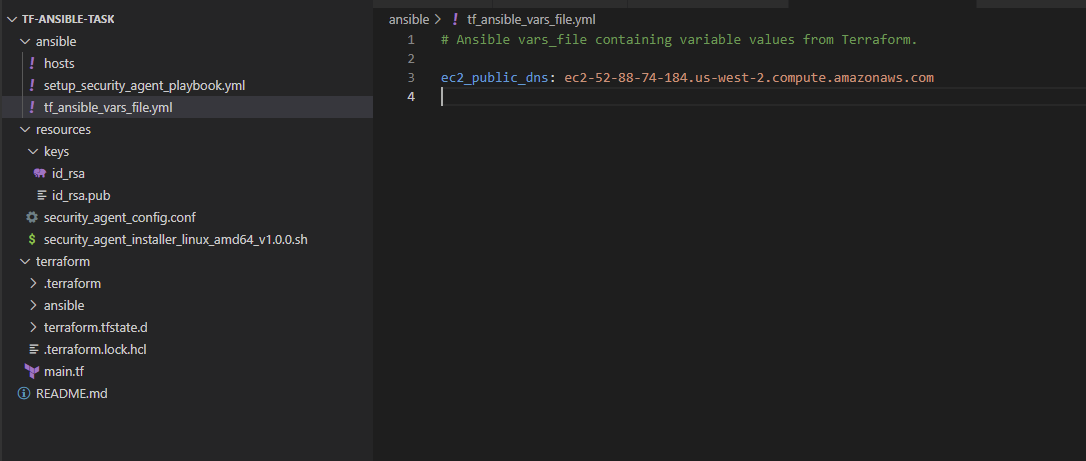 TF-ANSIBLE-TASK
ansible
! hosts
! setup_security_agent_playbook.yml
! tf_ansible_vars_file.yml
resources
keys
id_rsa
id_rsa.pub
security_agent_config.conf
$ security_agent_installer_linux_amd64_v1.0.0.sh
terraform
.terraform
ansible
terraform.tfstate.d
.terraform.lock.hcl
main.tf
README.md
ansible > ! tf_ansible_vars_file.yml
1 # Ansible vars_file containing variable values from Terraform.
2
3 ec2_public_dns: ec2-52-88-74-184.us-west-2.compute.amazonaws.com
4